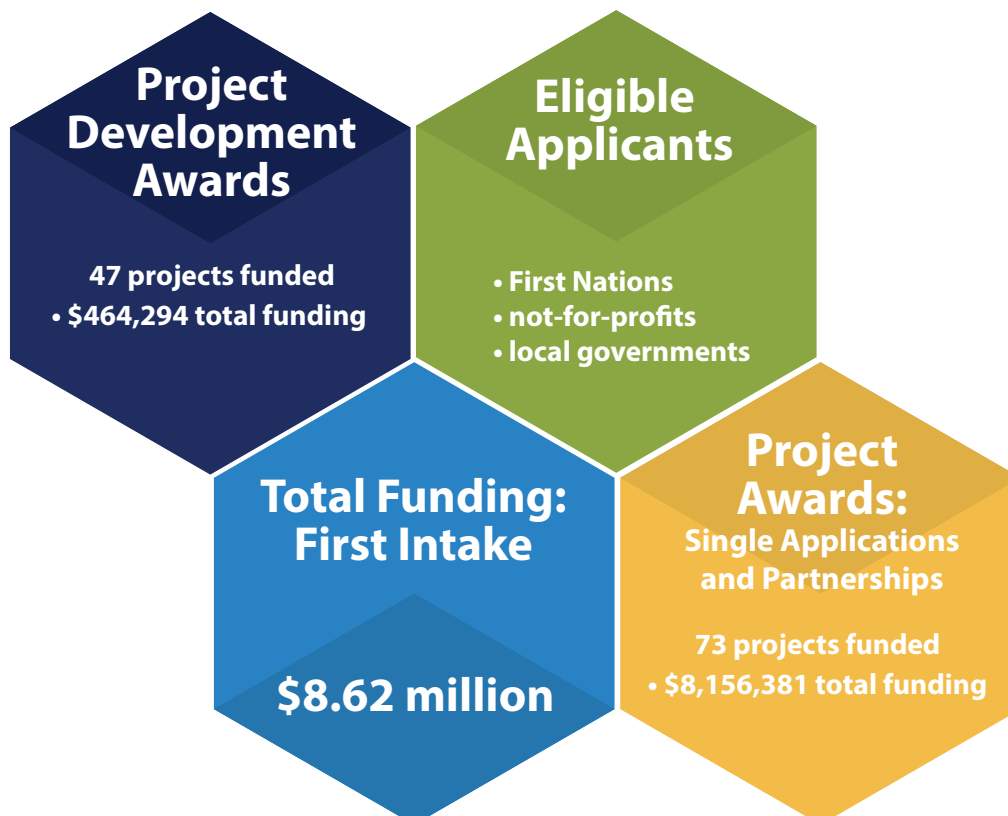 Project
Development
Awards
47 projects funded
• $464,294 total funding
Eligible
Applicants
• First Nations
• not-for-profits
• local governments
Total Funding:
First Intake
$8.62 million
Project
Awards:
Single Applications
and Partnerships
73 projects funded
• $8,156,381 total funding